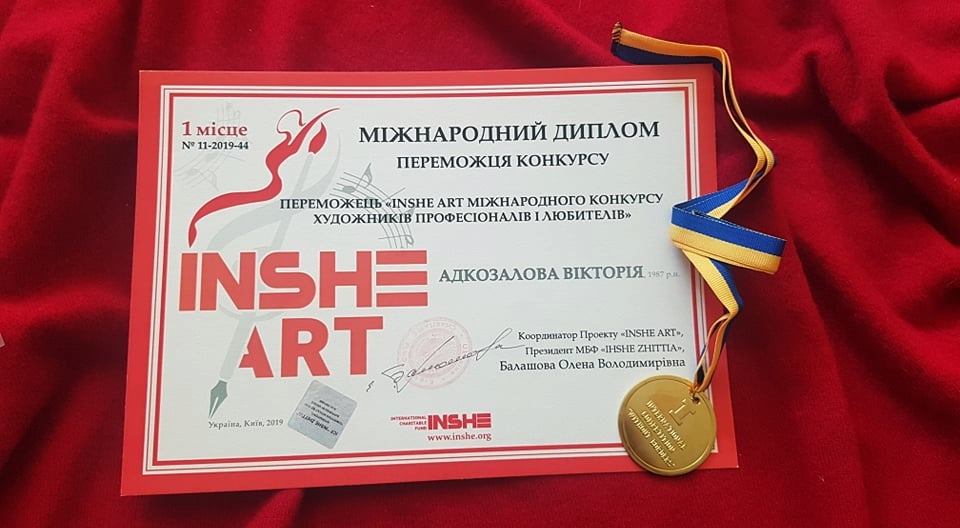 1 місце
№ 11-2019-44
МІЖНАРОДНИЙ ДИПЛОМ
ПЕРЕМОЖЦЯ КОНКУРСУ
ПЕРЕМОЖЕЦЬ «INSHE ART МІЖНАРОДНОГО КОНКУРСУ
ХУДОЖНИКІВ ПРОФЕСІОНАЛІВ І ЛЮБИТЕЛІВ»
INSHE
ART
АДКОЗАЛОВА ВІКТОРІЯ, 1987 р.н.
Координатор Проекту «INSHE ART»,
Президент МБФ «ІНSHE ZHITTIA»,
Балашова Олена Володимирівна
Україна, Київ, 2019
INTERNATIONAL
CHARITABLE
FUND
INSHE
www.inshe.org